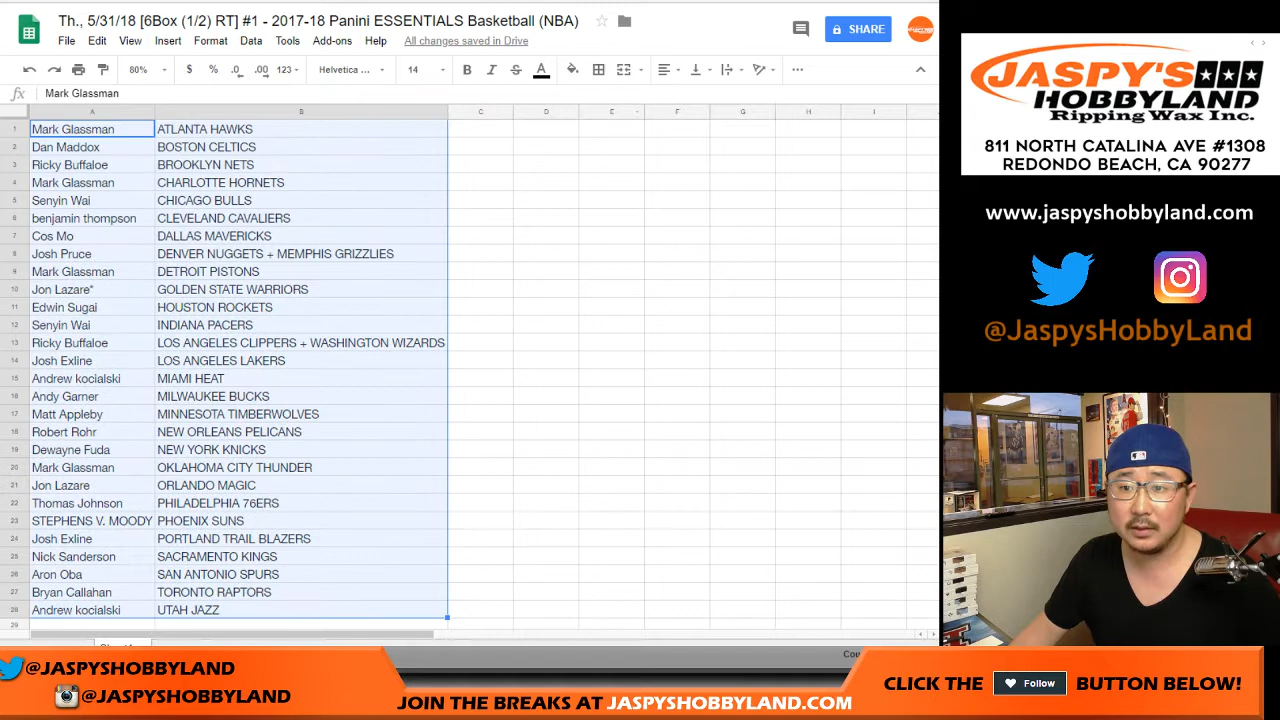 Th., 5/31/18 [6Box (1/2) RT] #1 - 2017-18 Panini ESSENTIALS Basketball (NBA)
File Edit View Insert Format Data Tools Add-ons Help All changes saved in Drive
SHARE
80% $ % .0 .00 123 Helvetica ... 14 B I S A
fx Mark Glassman
A B C D E F G H I
1 Mark Glassman ATLANTA HAWKS
2 Dan Maddox BOSTON CELTICS
3 Ricky Buffaloe BROOKLYN NETS
4 Mark Glassman CHARLOTTE HORNETS
5 Senyin Wai CHICAGO BULLS
6 benjamin thompson CLEVELAND CAVALIERS
7 Cos Mo DALLAS MAVERICKS
8 Josh Pruce DENVER NUGGETS + MEMPHIS GRIZZLIES
9 Mark Glassman DETROIT PISTONS
10 Jon Lazare* GOLDEN STATE WARRIORS
11 Edwin Sugai HOUSTON ROCKETS
12 Senyin Wai INDIANA PACERS
13 Ricky Buffaloe LOS ANGELES CLIPPERS + WASHINGTON WIZARDS
14 Josh Exline LOS ANGELES LAKERS
15 Andrew kocialski MIAMI HEAT
16 Andy Garner MILWAUKEE BUCKS
17 Matt Appleby MINNESOTA TIMBERWOLVES
18 Robert Rohr NEW ORLEANS PELICANS
19 Dewayne Fuda NEW YORK KNICKS
20 Mark Glassman OKLAHOMA CITY THUNDER
21 Jon Lazare ORLANDO MAGIC
22 Thomas Johnson PHILADELPHIA 76ERS
23 STEPHENS V. MOODY PHOENIX SUNS
24 Josh Exline PORTLAND TRAIL BLAZERS
25 Nick Sanderson SACRAMENTO KINGS
26 Aron Oba SAN ANTONIO SPURS
27 Bryan Callahan TORONTO RAPTORS
28 Andrew kocialski UTAH JAZZ
29
JASPY'S
HOBBYLAND
Ripping Wax Inc.
811 NORTH CATALINA AVE #1308
REDONDO BEACH, CA 90277
www.jaspyshobbyland.com
@JaspysHobbyLand
@JASPYSHOBBYLAND
@JASPYSHOBBYLAND
JOIN THE BREAKS AT JASPYSHOBBYLAND.COM
CLICK THE Follow BUTTON BELOW!